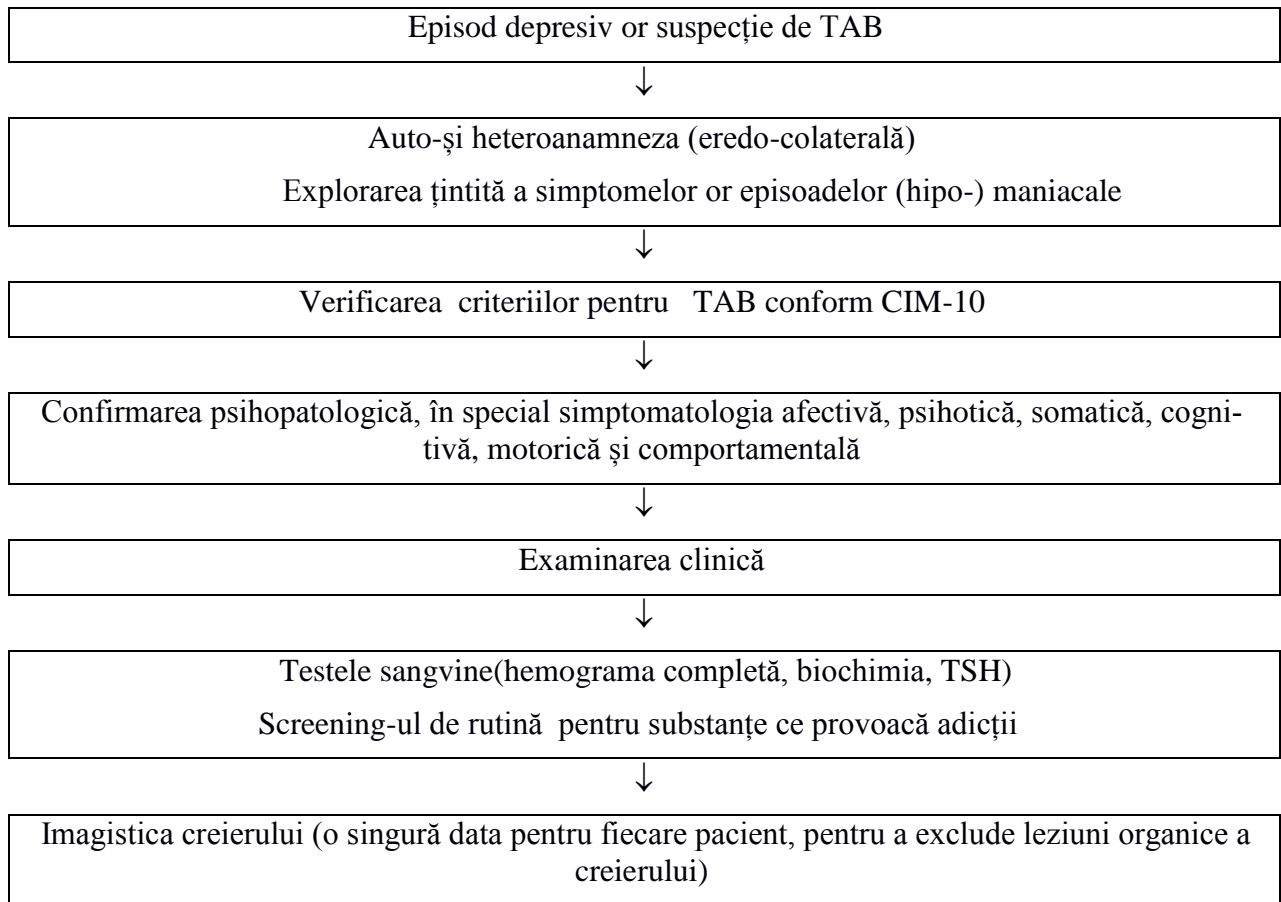 Episod depresiv or suspecție de TAB
↓
Auto-și heteroanamneza (eredo-colaterală)
Explorarea țintită a simptomelor or episoadelor (hipo-) maniacale
↓
Verificarea criteriilor pentru TAB conform CIM-10
↓
Confirmarea psihopatologică, în special simptomatologia afectivă, psihotică, somatică, cogni-
tivă, motorică și comportamentală
↓
Examinarea clinică
↓
Testele sangvine(hemograma completă, biochimia, TSH)
Screening-ul de rutină pentru substanțe ce provoacă adicții
↓
Imagistica creierului (o singură data pentru fiecare pacient, pentru a exclude leziuni organice a
creierului)